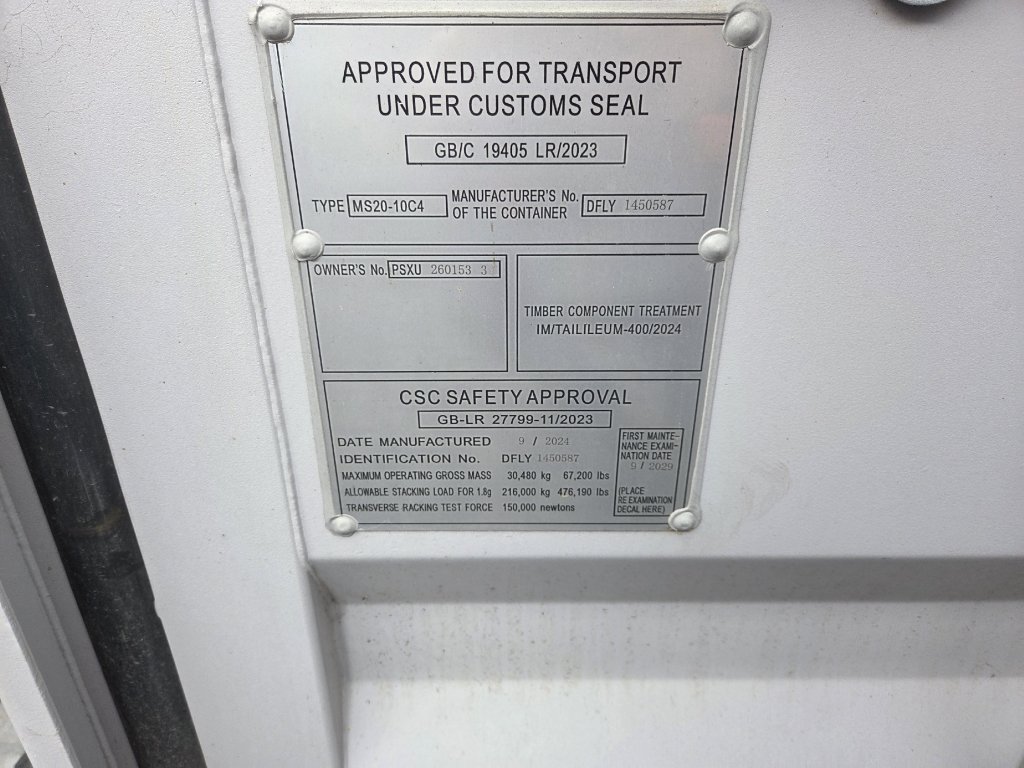 APPROVED FOR TRANSPORT
UNDER CUSTOMS SEAL
GB/C 19405 LR/2023
TYPE MS20-10C4 MANUFACTURER'S No. OF THE CONTAINER DFLY 1450587
OWNER'S No. PSXU 260153 3
TIMBER COMPONENT TREATMENT
IM/TAILILEUM-400/2024
CSC SAFETY APPROVAL
GB-LR 27799-11/2023
DATE MANUFACTURED 9 / 2024
IDENTIFICATION No. DFLY 1450587
MAXIMUM OPERATING GROSS MASS 30,480 kg 67,200 lbs
ALLOWABLE STACKING LOAD FOR 1.8g 216,000 kg 476,190 lbs
TRANSVERSE RACKING TEST FORCE 150,000 newtons
FIRST MAINTE-
NANCE EXAMI-
NATION DATE
9 / 2029
(PLACE
RE EXAMINATION
DECAL HERE)